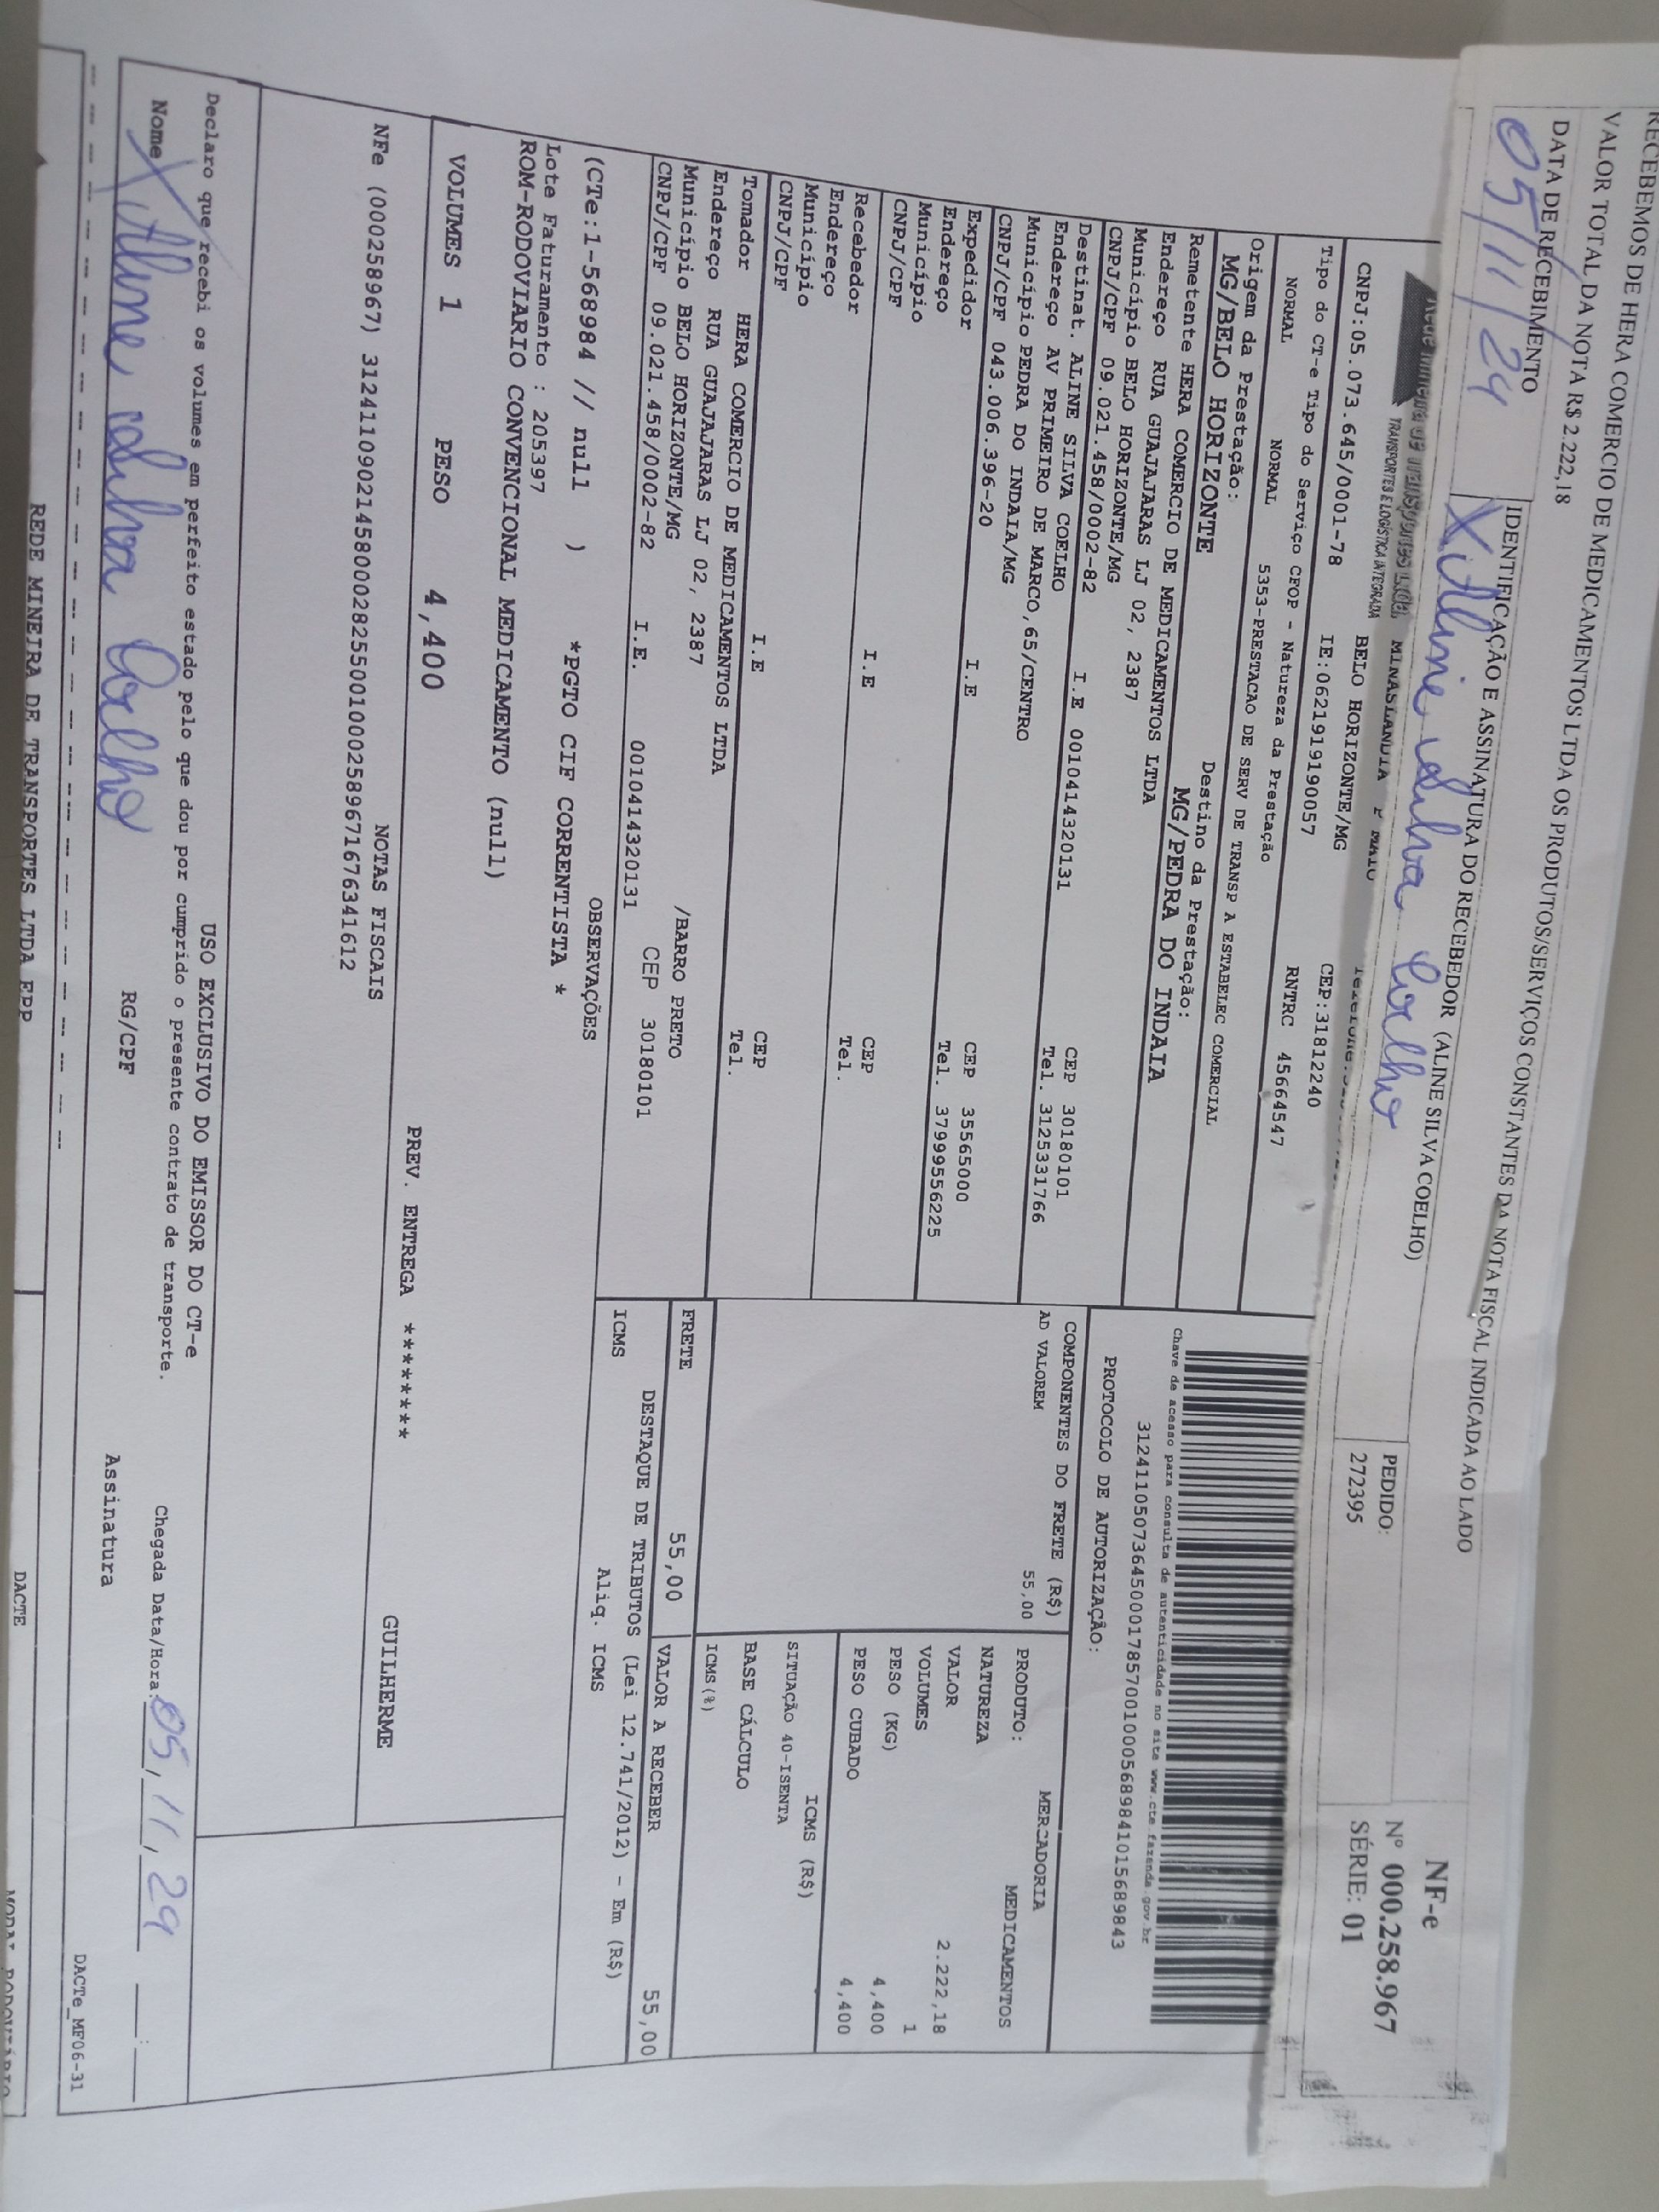 RECEBEMOS DE HERA COMERCIO DE MEDICAMENTOS LTDA OS PRODUTOS/SERVIÇOS CONSTANTES DA NOTA FISCAL INDICADA AO LADO
VALOR TOTAL DA NOTA R$ 2.222,18
DATA DE RECEBIMENTO
05/11/24
IDENTIFICAÇÃO E ASSINATURA DO RECEBEDOR (ALINE SILVA COELHO)
X Aline Silva Coelho
PEDIDO:
272395
NF-e
Nº 000.258.967
SÉRIE: 01
TRANSPORTES E LOGÍSTICA INTEGRADA
CNPJ:05.073.645/0001-78
BELO HORIZONTE/MG
IE:0621919190057
CEP:31812240
RNTRC 45664547
Tipo do CT-e Tipo do Serviço CFOP - Natureza da Prestação
NORMAL NORMAL 5353-PRESTACAO DE SERV DE TRANSP A ESTABELEC COMERCIAL
Origem da Prestação: Destino da Prestação:
MG/BELO HORIZONTE MG/PEDRA DO INDAIA
Remetente HERA COMERCIO DE MEDICAMENTOS LTDA
Endereço RUA GUAJAJARAS LJ 02, 2387
Município BELO HORIZONTE/MG CEP 30180101
CNPJ/CPF 09.021.458/0002-82 I.E 0010414320131 Tel. 3125331766
Destinat. ALINE SILVA COELHO
Endereço AV PRIMEIRO DE MARCO,65/CENTRO
Município PEDRA DO INDAIA/MG CEP 35565000
CNPJ/CPF 043.006.396-20 I.E Tel. 37999556225
Expedidor
Endereço
Município CEP
CNPJ/CPF I.E Tel.
Recebedor
Endereço
Município CEP
CNPJ/CPF I.E Tel.
Tomador HERA COMERCIO DE MEDICAMENTOS LTDA
Endereço RUA GUAJAJARAS LJ 02, 2387 /BARRO PRETO
Município BELO HORIZONTE/MG CEP 30180101
CNPJ/CPF 09.021.458/0002-82 I.E. 0010414320131
Chave de acesso para consulta de autenticidade no site www.cte.fazenda.gov.br
31241105073645000178570010005689841015689843
PROTOCOLO DE AUTORIZAÇÃO:
COMPONENTES DO FRETE (R$)
AD VALOREM 55,00
MERCADORIA
PRODUTO: MEDICAMENTOS
NATUREZA
VALOR 2.222,18
VOLUMES 1
PESO (KG) 4,400
PESO CUBADO 4,400
ICMS (R$)
SITUAÇÃO 40-ISENTA
BASE CÁLCULO
ICMS(%)
FRETE 55,00
VALOR A RECEBER 55,00
DESTAQUE DE TRIBUTOS (Lei 12.741/2012) - Em (R$)
ICMS Aliq. ICMS
OBSERVAÇÕES
(CTe:1-568984 // null ) *PGTO CIF CORRENTISTA *
Lote Faturamento : 205397
ROM-RODOVIARIO CONVENCIONAL MEDICAMENTO (null)
VOLUMES 1 PESO 4,400 PREV. ENTREGA ******** GUILHERME
NOTAS FISCAIS
NFe (000258967) 31241109021458000282550010002589671676341612
USO EXCLUSIVO DO EMISSOR DO CT-e
Declaro que recebi os volumes em perfeito estado pelo que dou por cumprido o presente contrato de transporte.
Chegada Data/Hora: 05/11/24 __:__
Nome X Aline Silva Coelho RG/CPF Assinatura
DACTe_MF06-31
REDE MINEIRA DE TRANSPORTES LTDA EPP
DACTE
MODAL RODOVIÁRIO